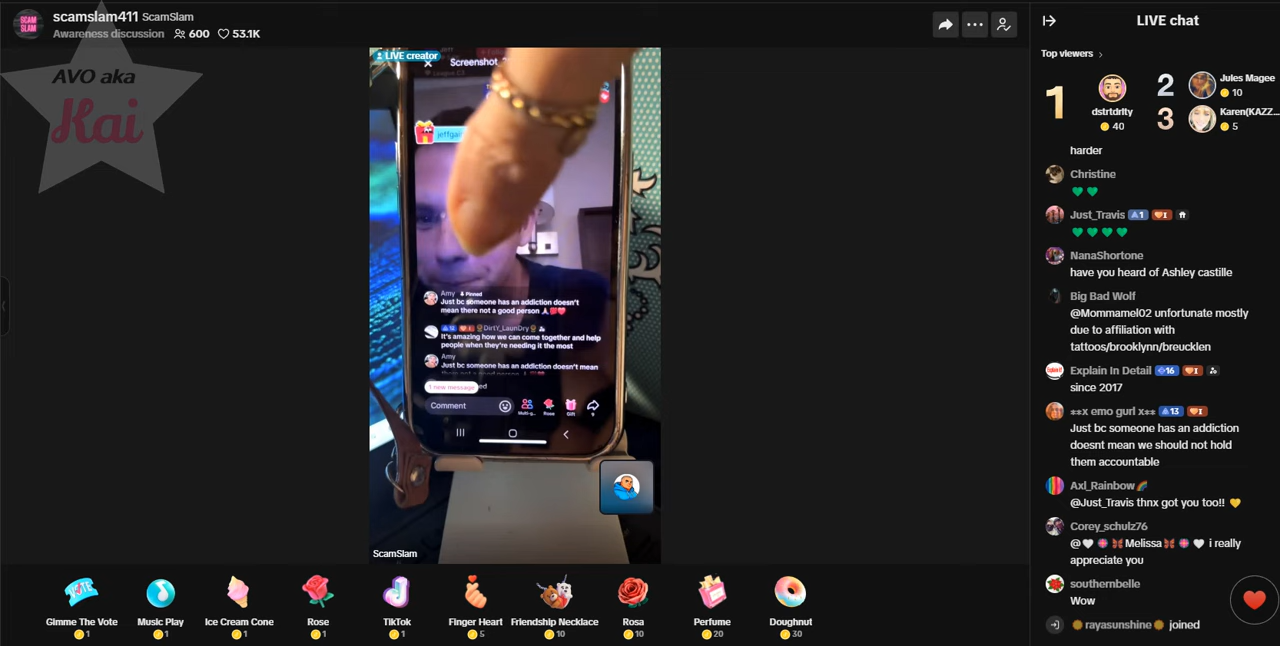 scamslam411 ScamSlam
Awareness discussion 600 53.1K
AVO aka
Kai
LIVE creator
Screenshot
ScamSlam
Amy Pinned
Just bc someone has an addiction doesn't
mean there not a good person
DirtY_LaunDry
It's amazing how we can come together and help
people when they're needing it the most
Amy
Just bc someone has an addiction doesn't mean
1 new message
Comment
Rose
Gift
ScamSlam
Gimme The Vote
1
Music Play
1
Ice Cream Cone
1
Rose
1
TikTok
1
Finger Heart
5
Friendship Necklace
10
Rosa
10
Perfume
20
Doughnut
30
LIVE chat
Top viewers
1
dstrtdrlty
40
2
Jules Magee
10
3
Karen(KAZZ...
5
harder
Christine
Just_Travis 1 I
NanaShortone
have you heard of Ashley castille
Big Bad Wolf
@Mommamel02 unfortunate mostly
due to affiliation with
tattoos/brooklynn/breucklen
Explain In Detail 16 I
since 2017
**x emo gurl x** 13 I
Just bc someone has an addiction
doesnt mean we should not hold
them accountable
Axl_Rainbow
@Just_Travis thnx got you too!!
Corey_schulz76
@ Melissa i really
appreciate you
southernbelle
Wow
rayasunshine joined